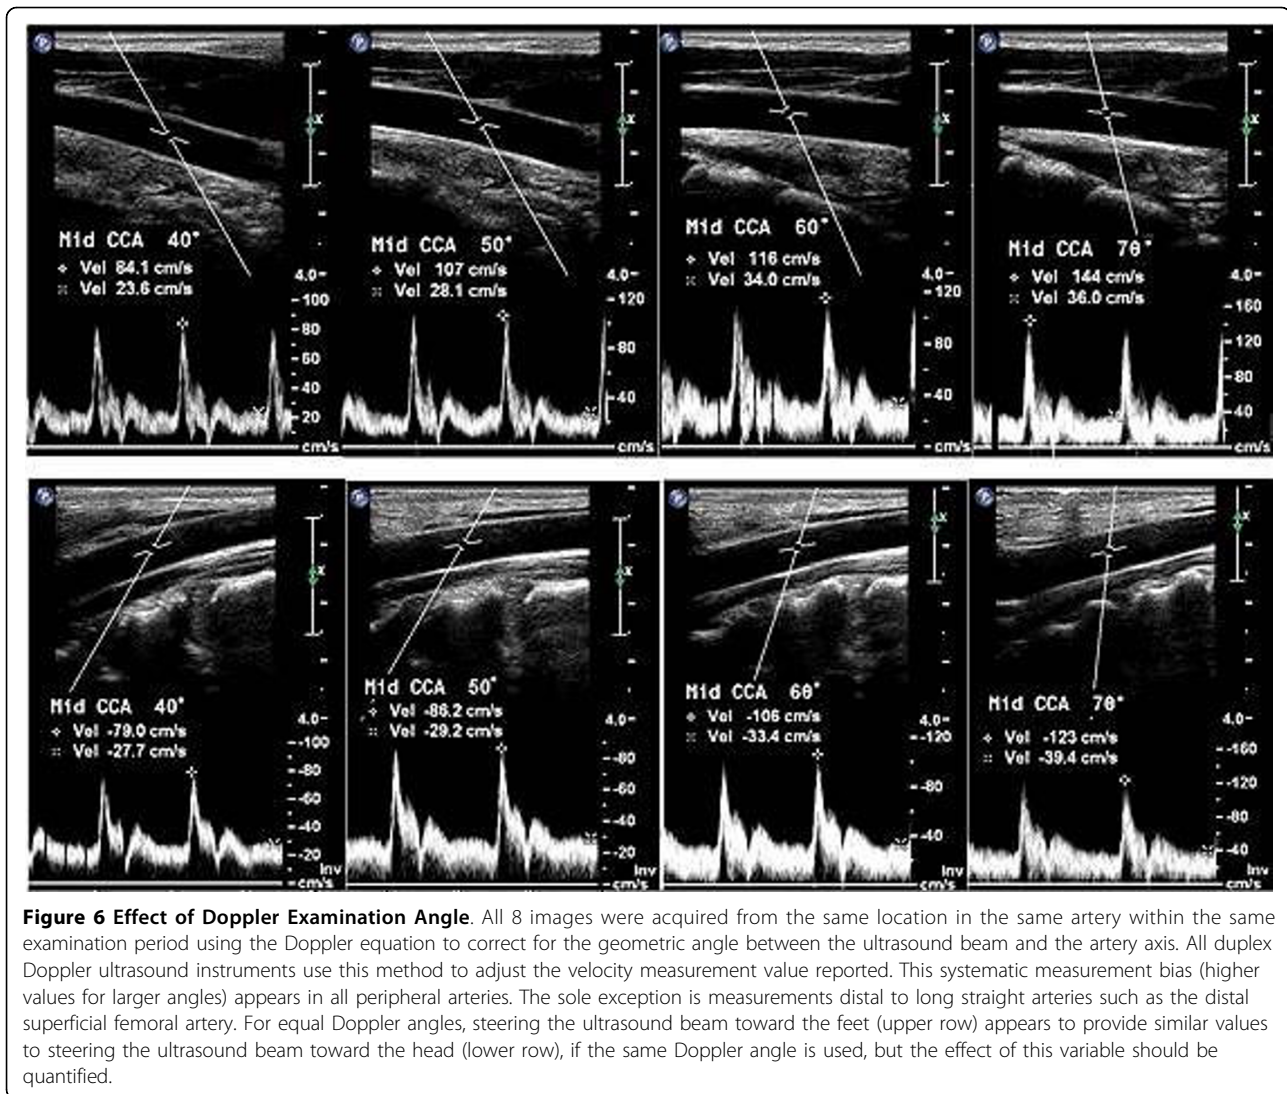 Mid CCA 40°
Vel 84.1 cm/s
Vel 23.6 cm/s
4.0-
-100
-80
-60
-40
-20
cm/s
Mid CCA 50°
Vel 107 cm/s
Vel 28.1 cm/s
4.0-
-120
-80
-40
cm/s
Mid CCA 60°
Vel 116 cm/s
Vel 34.0 cm/s
4.0-
-120
-80
-40
-cm/s
Mid CCA 70°
Vel 144 cm/s
Vel 36.0 cm/s
4.0-
-160
-120
-80
-40
cm/s
Mid CCA 40°
Vel -79.0 cm/s
Vel -27.7 cm/s
4.0-
--100
--80
--60
--40
--20
Inv
cm/s
Mid CCA 50°
Vel -86.2 cm/s
Vel -29.2 cm/s
4.0-
--80
--60
--40
--20
Inv
cm/s
Mid CCA 60°
Vel -106 cm/s
Vel -33.4 cm/s
4.0-
--120
--80
--40
Inv
cm/s
Mid CCA 70°
Vel -123 cm/s
Vel -39.4 cm/s
4.0-
--160
--120
--80
--40
Inv
cm/s
Figure 6 Effect of Doppler Examination Angle. All 8 images were acquired from the same location in the same artery within the same
examination period using the Doppler equation to correct for the geometric angle between the ultrasound beam and the artery axis. All duplex
Doppler ultrasound instruments use this method to adjust the velocity measurement value reported. This systematic measurement bias (higher
values for larger angles) appears in all peripheral arteries. The sole exception is measurements distal to long straight arteries such as the distal
superficial femoral artery. For equal Doppler angles, steering the ultrasound beam toward the feet (upper row) appears to provide similar values
to steering the ultrasound beam toward the head (lower row), if the same Doppler angle is used, but the effect of this variable should be
quantified.